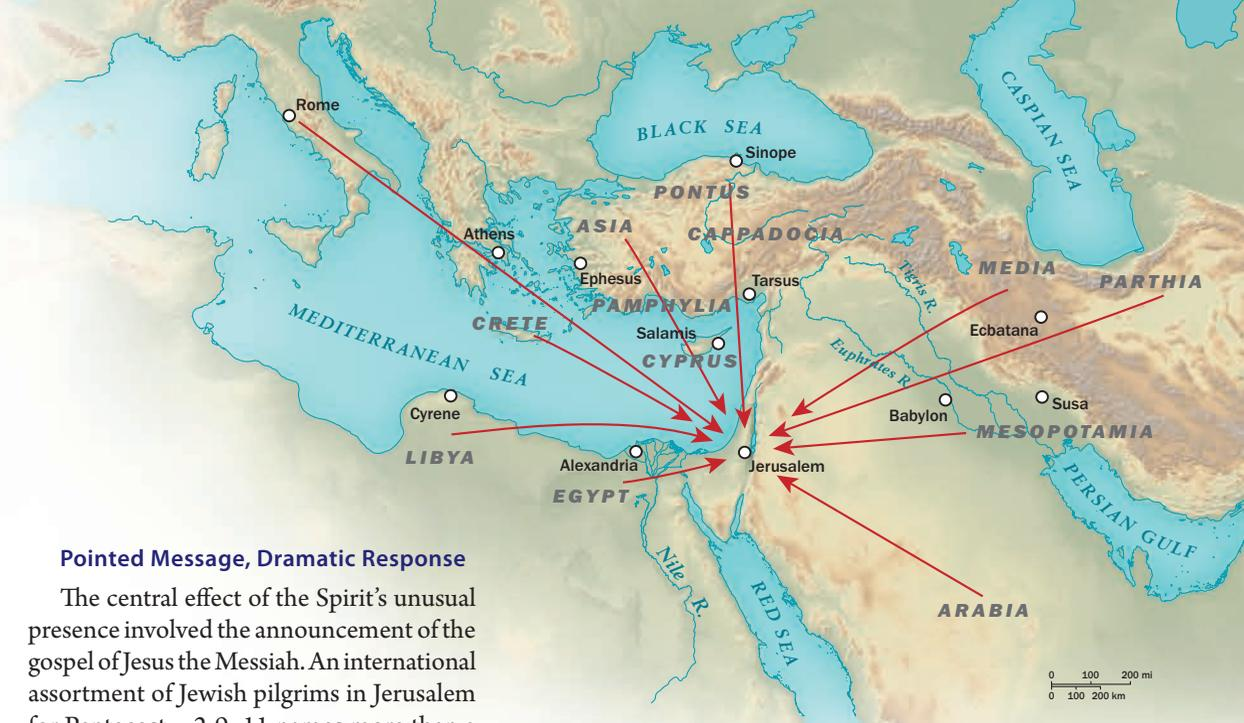 Rome
BLACK SEA
Sinope
PONTUS
CASPIAN SEA
ASIA
CAPPADOCIA
Athens
Ephesus
Tarsus
Tigris R.
MEDIA
PARTHIA
PAMPHYLIA
CRETE
Salamis
CYPRUS
Ecbatana
MEDITERRANEAN SEA
Euphrates R.
Cyrene
Babylon
Susa
MESOPOTAMIA
LIBYA
Alexandria
Jerusalem
EGYPT
PERSIAN GULF
Nile R.
RED SEA
ARABIA
0 100 200 mi
0 100 200 km
Pointed Message, Dramatic Response
The central effect of the Spirit’s unusual
presence involved the announcement of the
gospel of Jesus the Messiah. An international
assortment of Jewish pilgrims in Jerusalem